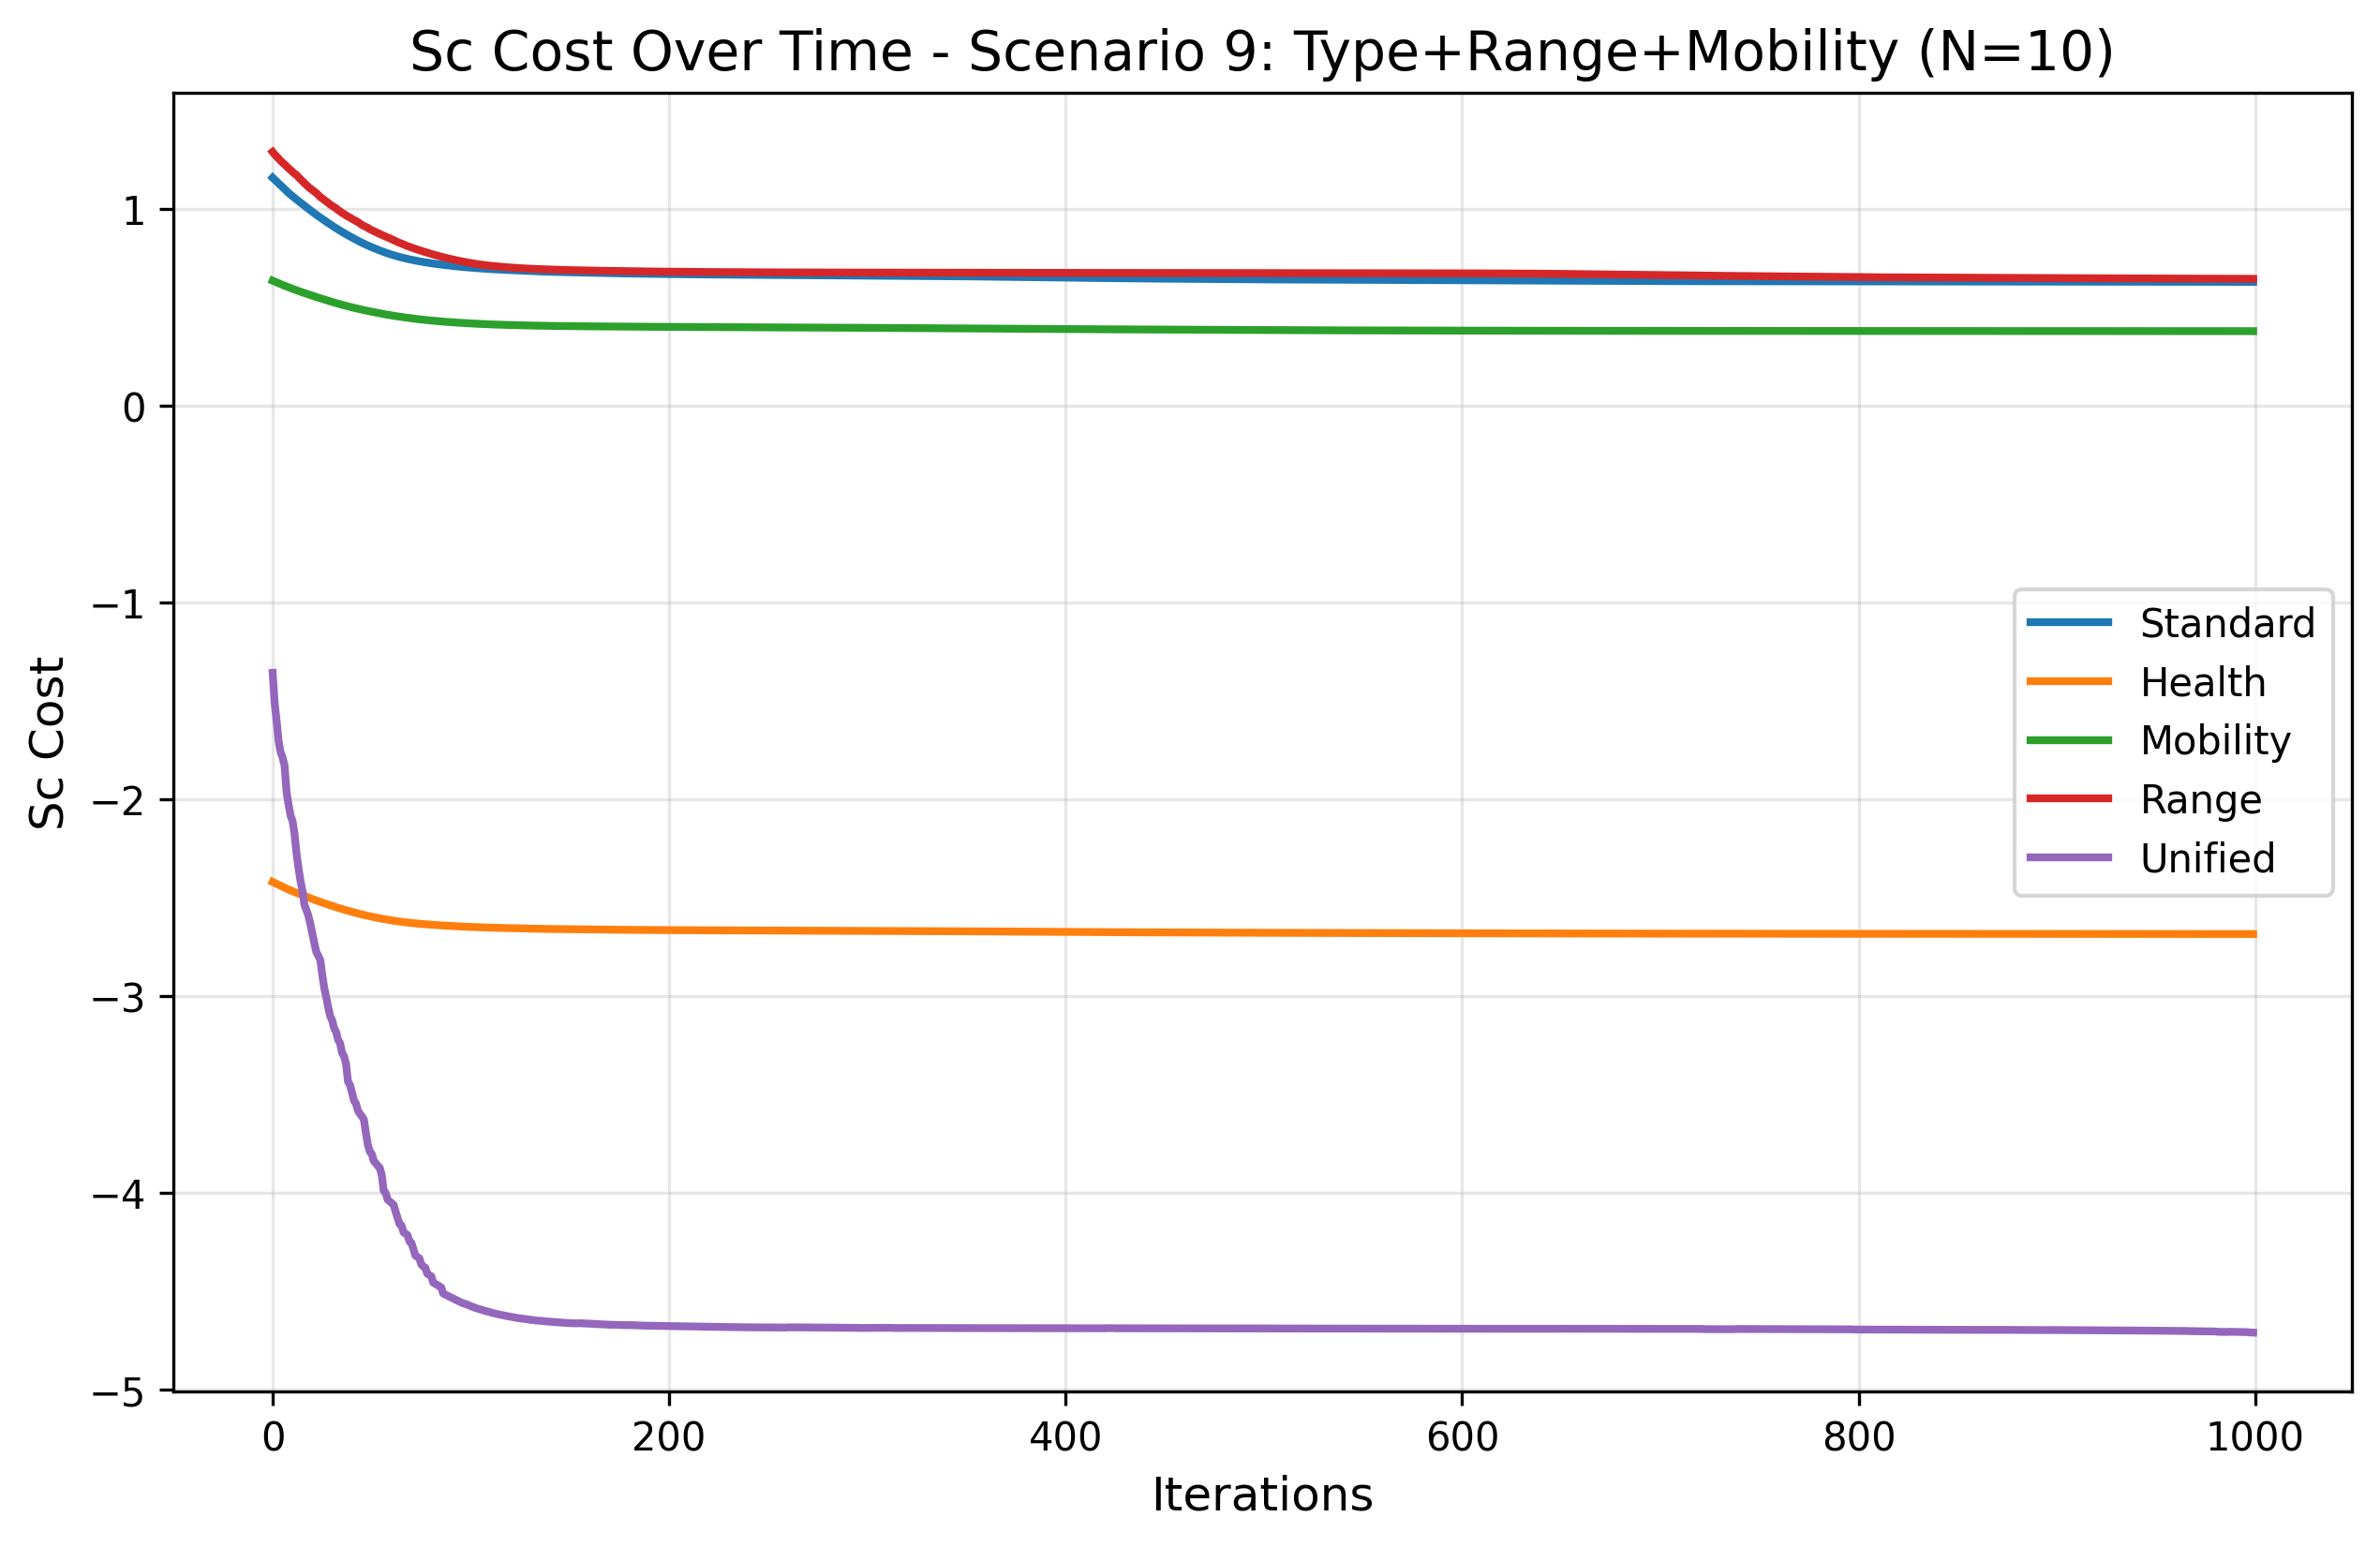 Sc Cost Over Time - Scenario 9: Type+Range+Mobility (N=10)
1
0
−1
−2
−3
−4
−5
Sc Cost
Standard
Health
Mobility
Range
Unified
0 200 400 600 800 1000
Iterations